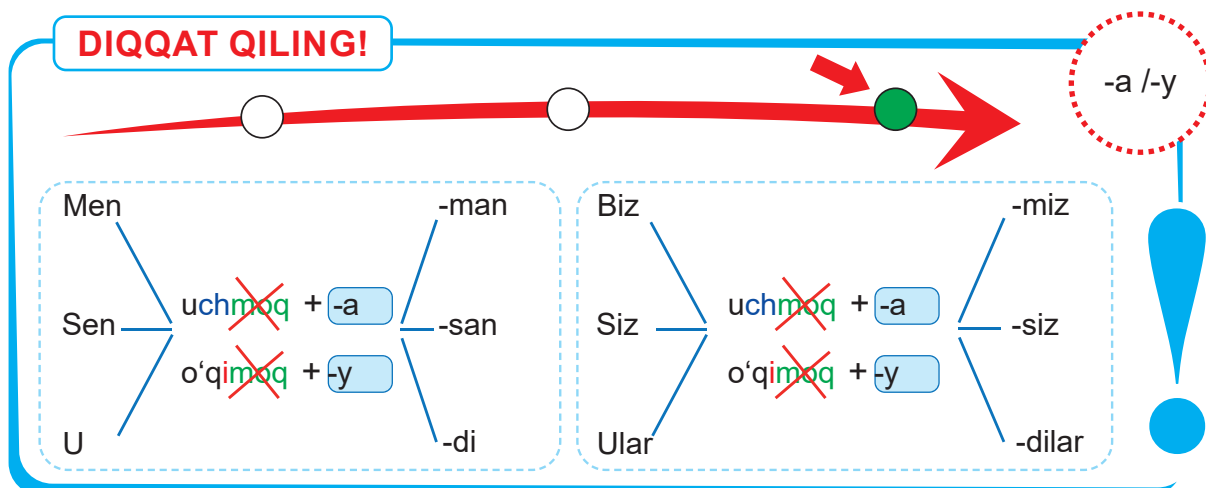 DIQQAT QILING!
-a /-y
Men
-man
uchmoq + -a
Sen
-san
o‘qimoq + -y
U
-di
Biz
-miz
uchmoq + -a
Siz
-siz
o‘qimoq + -y
Ular
-dilar